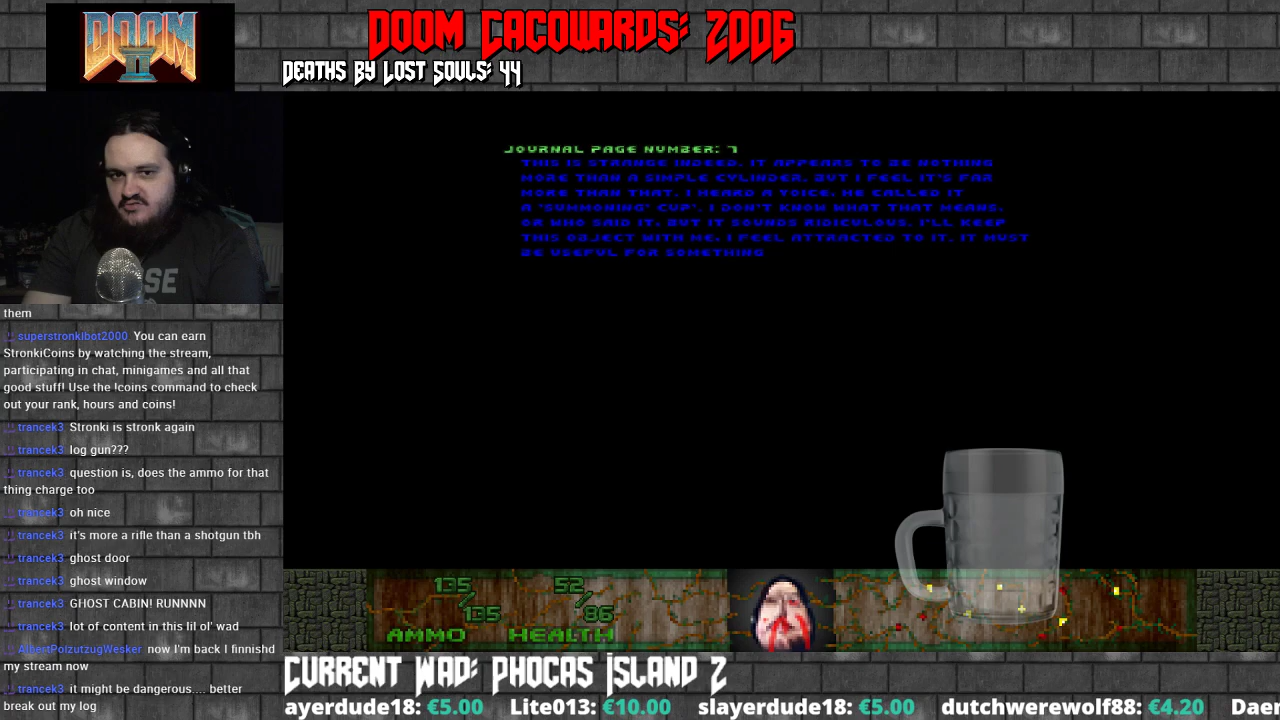 DOOM
II
DOOM CACOWARDS: 2006
DEATHS BY LOST SOULS: 44
JOURNAL PAGE NUMBER: 7
THIS IS STRANGE INDEED, IT APPEARS TO BE NOTHING
MORE THAN A SIMPLE CYLINDER, BUT I FEEL IT'S FAR
MORE THAN THAT, I HEARD A VOICE, HE CALLED IT
A 'SUMMONING' CUP'. I DON'T KNOW WHAT THAT MEANS,
OR WHO SAID IT, BUT IT SOUNDS RIDICULOUS. I'LL KEEP
THIS OBJECT WITH ME, I FEEL ATTRACTED TO IT, IT MUST
BE USEFUL FOR SOMETHING
SE
them
superstronkibot2000 You can earn
StronkiCoins by watching the stream,
participating in chat, minigames and all that
good stuff! Use the !coins command to check
out your rank, hours and coins!
trancek3 Stronki is stronk again
trancek3 log gun???
trancek3 question is, does the ammo for that
thing charge too
trancek3 oh nice
trancek3 it's more a rifle than a shotgun tbh
trancek3 ghost door
trancek3 ghost window
trancek3 GHOST CABIN! RUNNNN
trancek3 lot of content in this lil ol' wad
AlbertPolzutzugWesker now I'm back I finnishd
my stream now
trancek3 it might be dangerous.... better
break out my log
135/135
AMMO
52/86
HEALTH
CURRENT WAD: PHOCAS ISLAND 2
ayerdude18: €5.00 Lite013: €10.00 slayerdude18: €5.00 dutchwerewolf88: €4.20 Daer